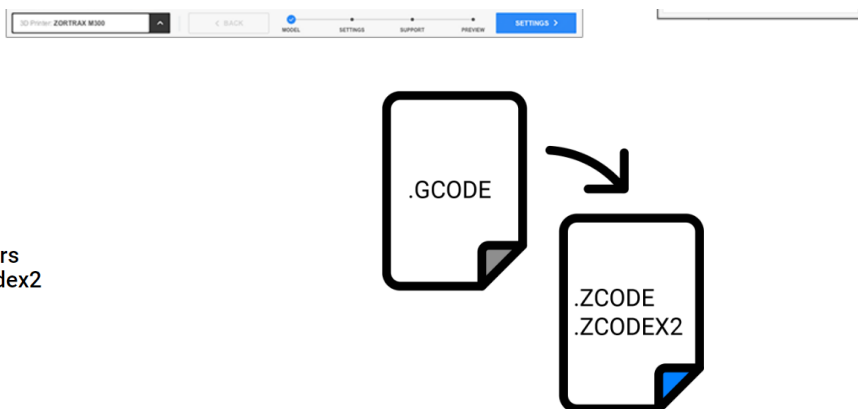 3D Printer: ZORTRAX M300
< BACK
MODEL
SETTINGS
SUPPORT
PREVIEW
SETTINGS >
.GCODE
rs
dex2
.ZCODE
.ZCODEX2